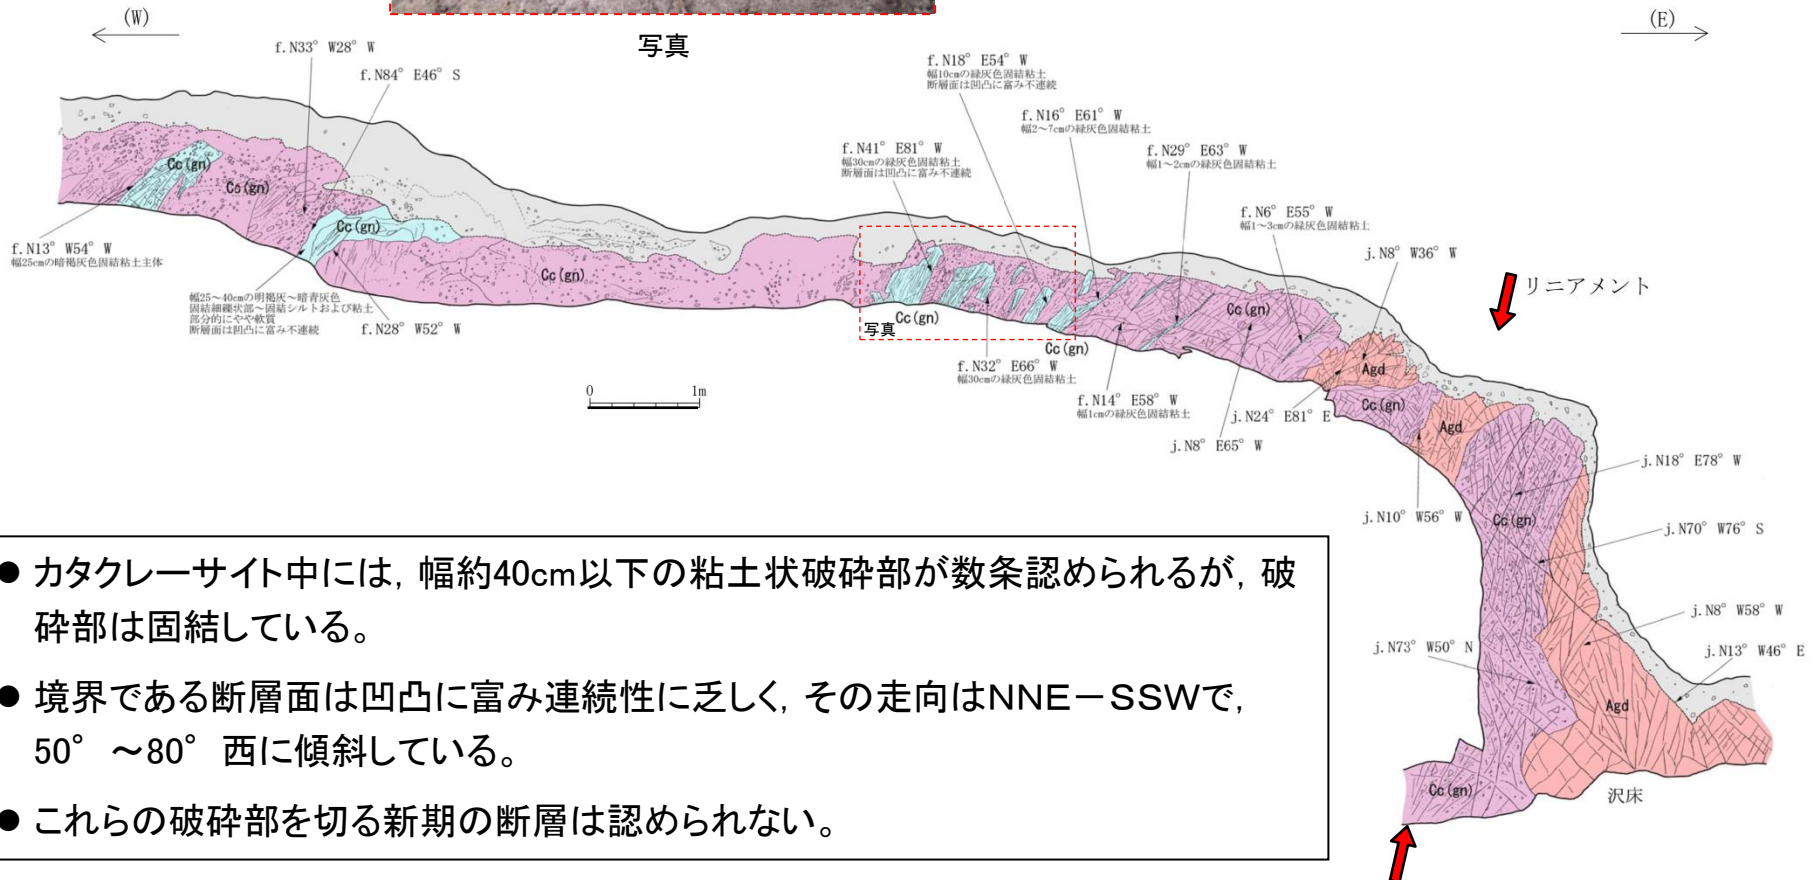 (W)
(E)
写真
f.N33° W28° W
f.N84° E46° S
f.N18° E54° W
幅10cmの緑灰色固結粘土
断層面は凹凸に富み不連続
f.N16° E61° W
幅2～7cmの緑灰色固結粘土
f.N41° E81° W
幅30cmの緑灰色固結粘土
断層面は凹凸に富み不連続
f.N29° E63° W
幅1～2cmの緑灰色固結粘土
f.N6° E55° W
幅1～3cmの緑灰色固結粘土
j.N8° W36° W
リニアメント
Cc(gn)
Cc(gn)
Cc(gn)
f.N13° W54° W
幅25cmの暗褐灰色固結粘土主体
幅25～40cmの明褐灰～暗青灰色
固結細礫状部～固結シルトおよび粘土
部分的にやや軟質
断層面は凹凸に富み不連続
f.N28° W52° W
Cc(gn)
Cc(gn)
写真
Cc(gn)
Cc(gn)
f.N32° E66° W
幅30cmの緑灰色固結粘土
f.N14° E58° W
幅1cmの緑灰色固結粘土
j.N8° E65° W
j.N24° E81° E
Agd
Cc(gn)
Agd
0 1m
j.N10° W56° W
j.N18° E78° W
Cc(gn)
j.N70° W76° S
j.N8° W58° W
j.N73° W50° N
j.N13° W46° E
Agd
Cc(gn)
沢床
● カタクレーサイト中には，幅約40cm以下の粘土状破砕部が数条認められるが，破
砕部は固結している。
● 境界である断層面は凹凸に富み連続性に乏しく，その走向はNNE－SSWで，
50° ～80° 西に傾斜している。
● これらの破砕部を切る新期の断層は認められない。